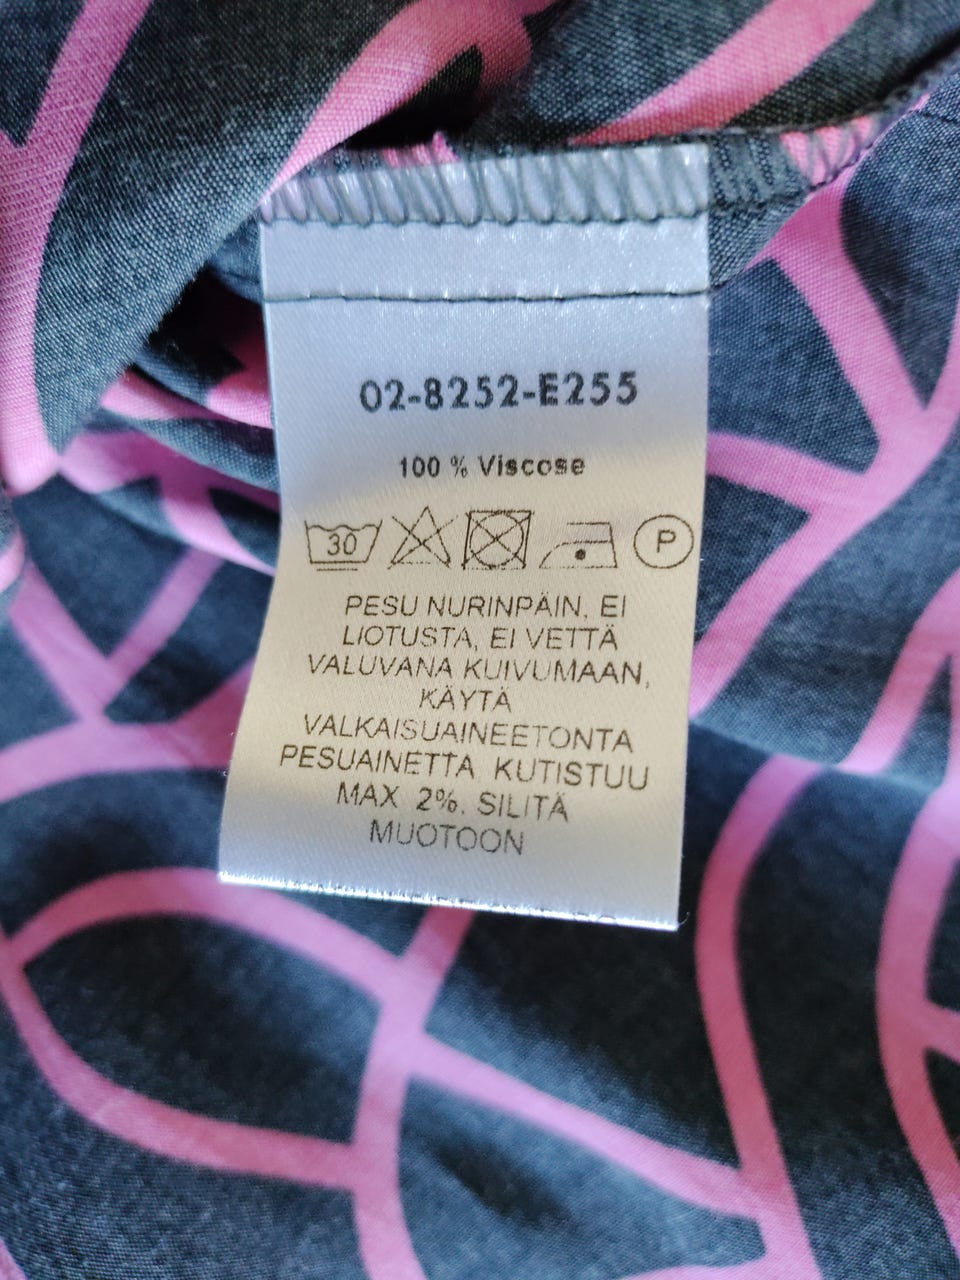 02-8252-E255
100 % Viscose
30 P
PESU NURINPÄIN, EI
LIOTUSTA, EI VETTÄ
VALUVANA KUIVUMAAN,
KÄYTÄ
VALKAISUAINEETONTA
PESUAINETTA KUTISTUU
MAX 2%. SILITÄ
MUOTOON